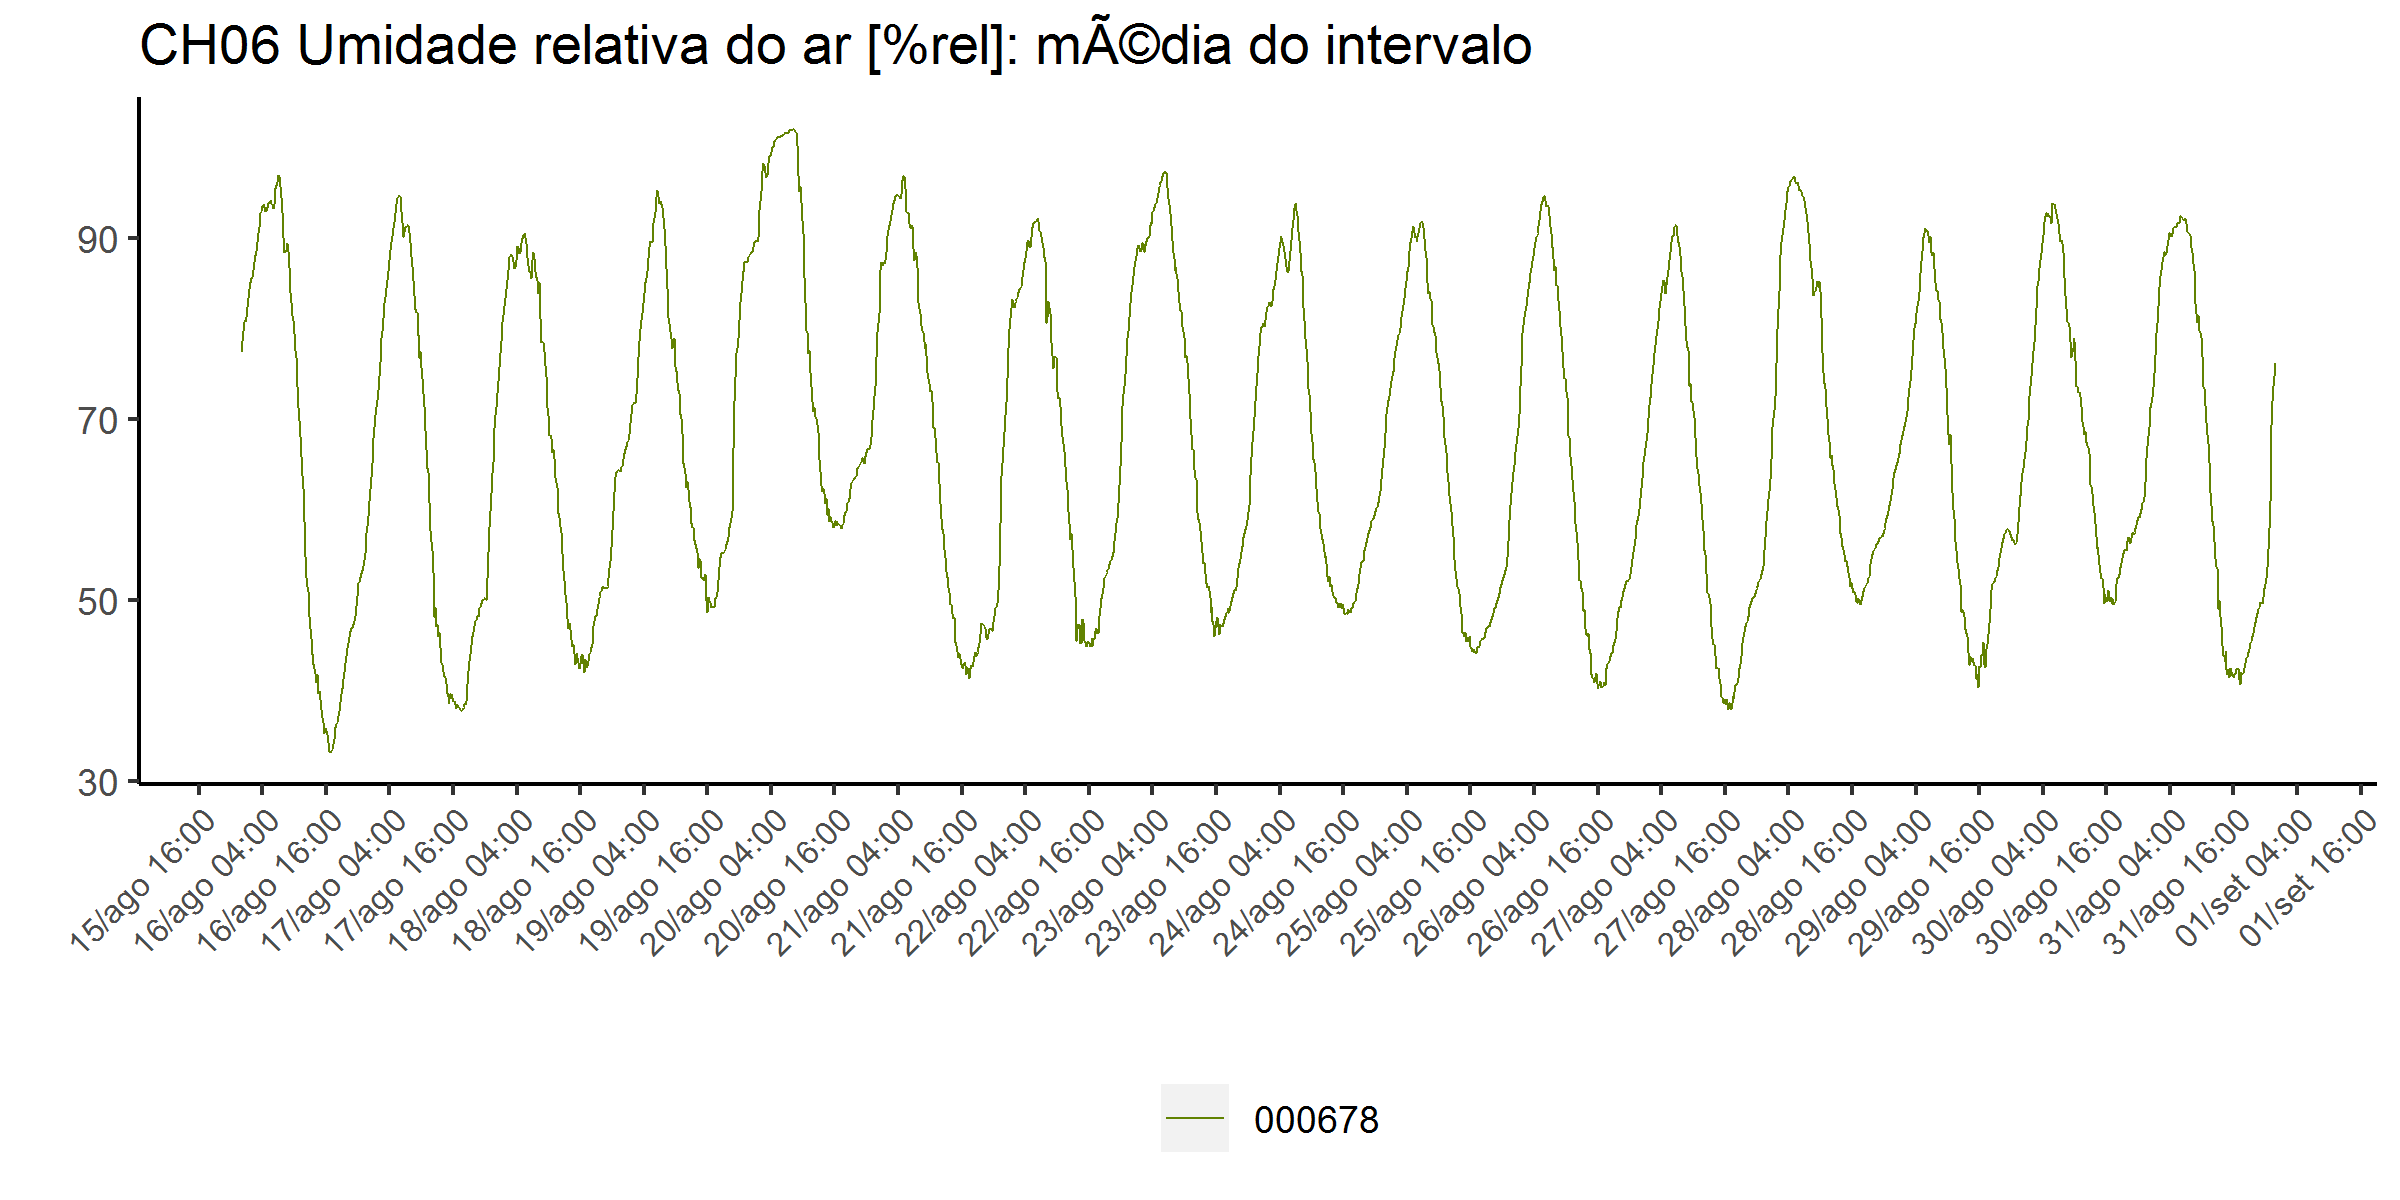 CH06 Umidade relativa do ar [%rel]: mÃ©dia do intervalo
90
70
50
30
15/ago 16:00
16/ago 04:00
16/ago 16:00
17/ago 04:00
17/ago 16:00
18/ago 04:00
18/ago 16:00
19/ago 04:00
19/ago 16:00
20/ago 04:00
20/ago 16:00
21/ago 04:00
21/ago 16:00
22/ago 04:00
22/ago 16:00
23/ago 04:00
23/ago 16:00
24/ago 04:00
24/ago 16:00
25/ago 04:00
25/ago 16:00
26/ago 04:00
26/ago 16:00
27/ago 04:00
27/ago 16:00
28/ago 04:00
28/ago 16:00
29/ago 04:00
29/ago 16:00
30/ago 04:00
30/ago 16:00
31/ago 04:00
31/ago 16:00
01/set 04:00
01/set 16:00
000678